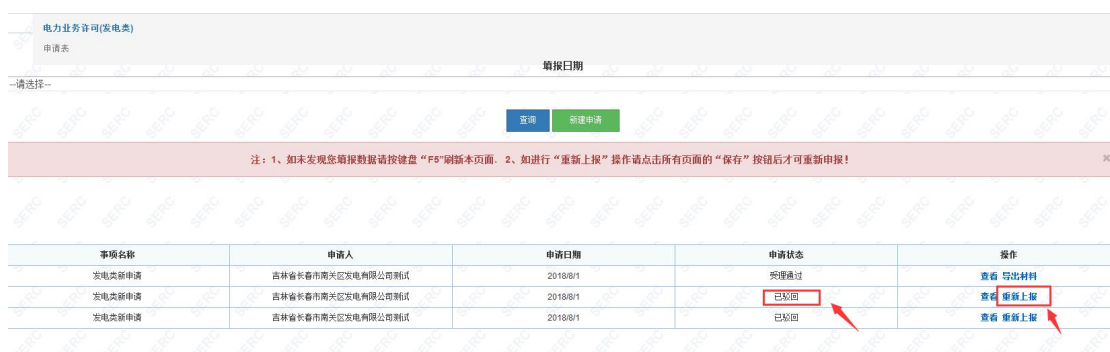 电力业务许可(发电类)
申请表
填报日期
--请选择--
查询 新建申请
注：1、如未发现您填报数据请按键盘“F5”刷新本页面. 2、如进行“重新上报”操作请点击所有页面的“保存”按钮后才可重新申报！ ×
事项名称 申请人 申请日期 申请状态 操作
发电类新申请 吉林省长春市南关区发电有限公司测试 2018/8/1 受理通过 查看 导出材料
发电类新申请 吉林省长春市南关区发电有限公司测试 2018/8/1 已驳回 查看 重新上报
发电类新申请 吉林省长春市南关区发电有限公司测试 2018/8/1 已驳回 查看 重新上报